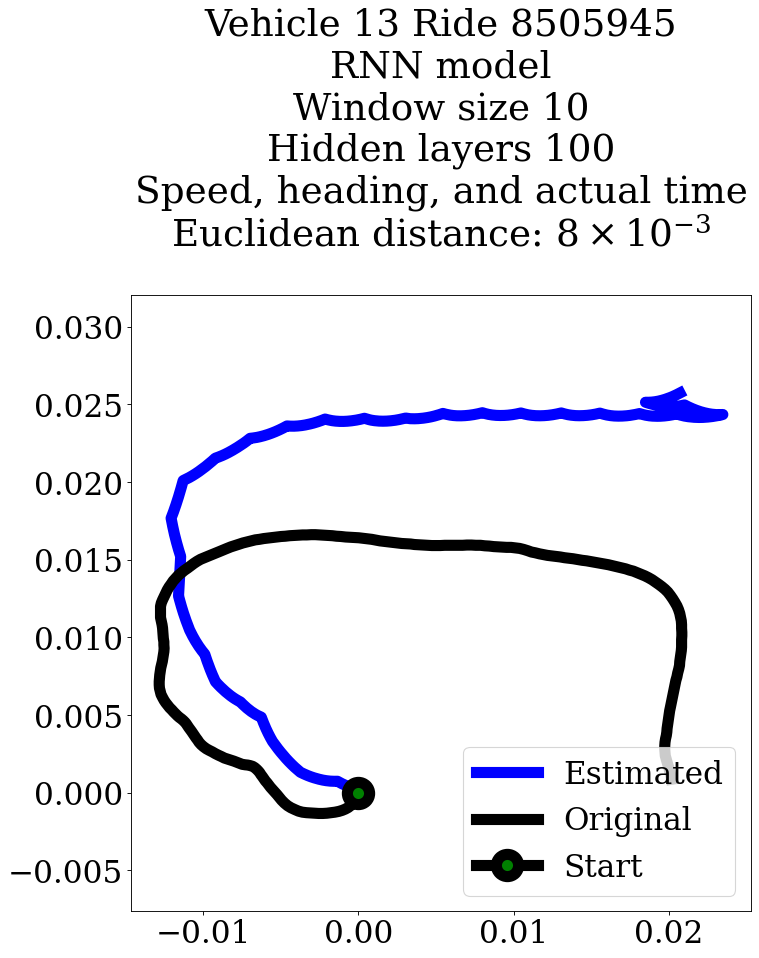 Vehicle 13 Ride 8505945
RNN model
Window size 10
Hidden layers 100
Speed, heading, and actual time
Euclidean distance: 8 × 10⁻³
0.030
0.025
0.020
0.015
0.010
0.005
0.000
−0.005
Estimated
Original
Start
−0.01 0.00 0.01 0.02